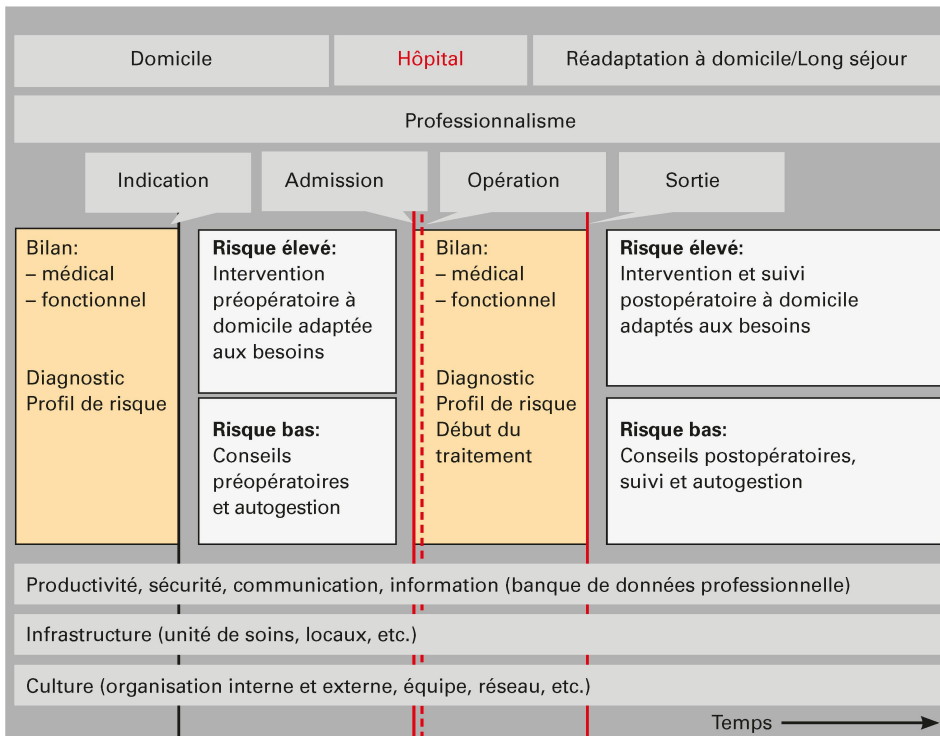 Domicile
Hôpital
Réadaptation à domicile/Long séjour
Professionnalisme
Indication
Admission
Opération
Sortie
Bilan:
– médical
– fonctionnel
Diagnostic
Profil de risque
Risque élevé:
Intervention
préopératoire à
domicile adaptée
aux besoins
Risque bas:
Conseils
préopératoires
et autogestion
Bilan:
– médical
– fonctionnel
Diagnostic
Profil de risque
Début du
traitement
Risque élevé:
Intervention et suivi
postopératoire à domicile
adaptés aux besoins
Risque bas:
Conseils postopératoires,
suivi et autogestion
Productivité, sécurité, communication, information (banque de données professionnelle)
Infrastructure (unité de soins, locaux, etc.)
Culture (organisation interne et externe, équipe, réseau, etc.)
Temps